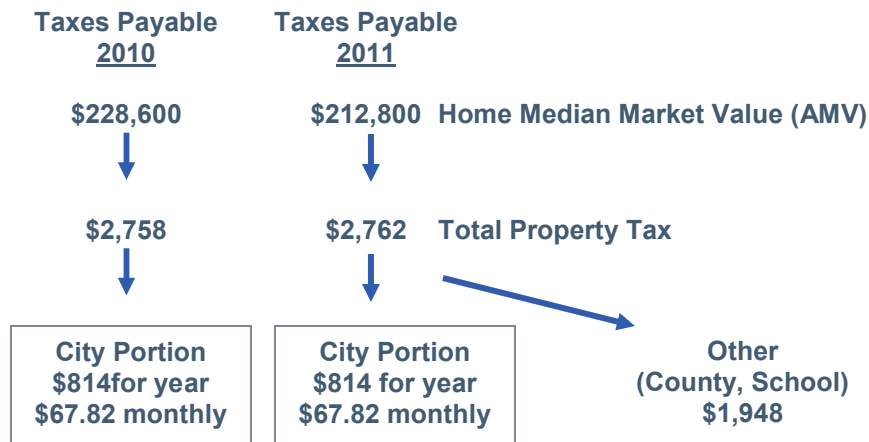 Taxes Payable
2010
Taxes Payable
2011
$228,600
$212,800 Home Median Market Value (AMV)
$2,758
$2,762 Total Property Tax
City Portion
$814for year
$67.82 monthly
City Portion
$814 for year
$67.82 monthly
Other
(County, School)
$1,948